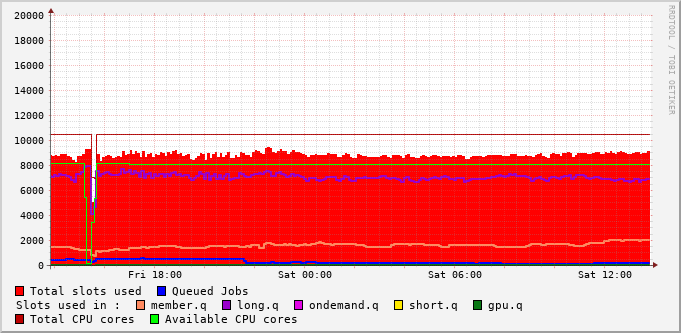 20000
18000
16000
14000
12000
10000
8000
6000
4000
2000
0
Fri 18:00 Sat 00:00 Sat 06:00 Sat 12:00
RRDTOOL / TOBI OETIKER
Total slots used Queued Jobs
Slots used in : member.q long.q ondemand.q short.q gpu.q
Total CPU cores Available CPU cores